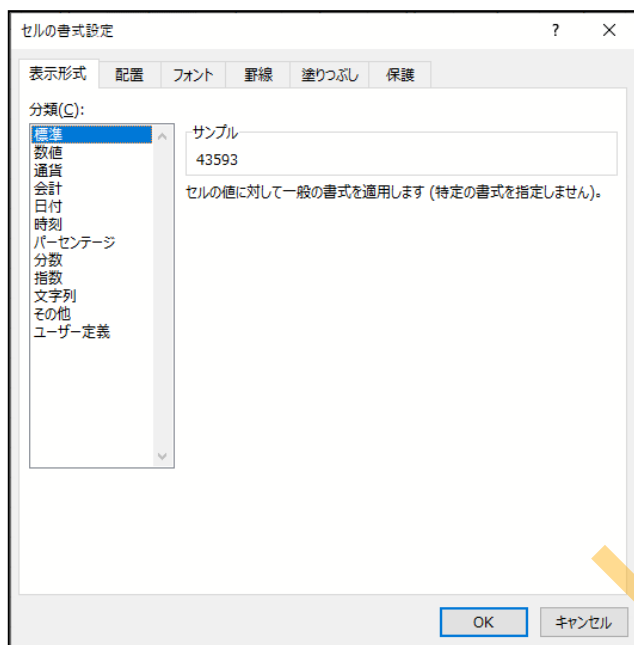 セルの書式設定
? ×
表示形式 配置 フォント 罫線 塗りつぶし 保護
分類(C):
標準
数値
通貨
会計
日付
時刻
パーセンテージ
分数
指数
文字列
その他
ユーザー定義
サンプル
43593
セルの値に対して一般の書式を適用します (特定の書式を指定しません)。
OK キャンセル